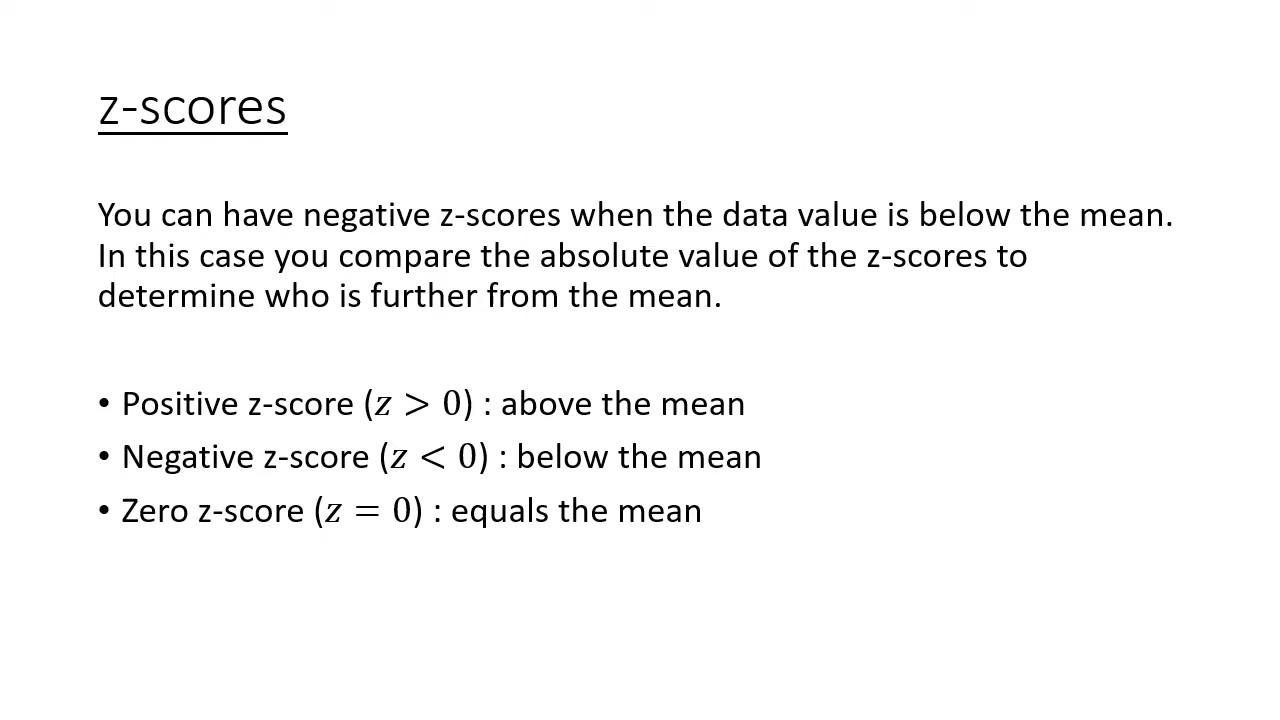 z-scores
You can have negative z-scores when the data value is below the mean.
In this case you compare the absolute value of the z-scores to
determine who is further from the mean.
• Positive z-score (𝑧 > 0) : above the mean
• Negative z-score (𝑧 < 0) : below the mean
• Zero z-score (𝑧 = 0) : equals the mean